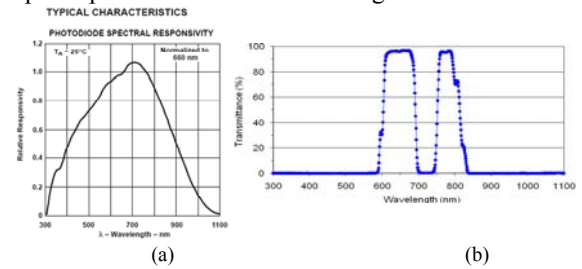 TYPICAL CHARACTERISTICS
PHOTODIODE SPECTRAL RESPONSIVITY
1.2
1.0
0.8
0.6
0.4
0.2
0
Relative Responsivity
TA – 25°C
Normalized to
660 nm
300 500 700 900 1100
λ – Wavelength – nm
(a)
100
80
60
40
20
0
Transmittance (%)
300 400 500 600 700 800 900 1000 1100
Wavelength (nm)
(b)